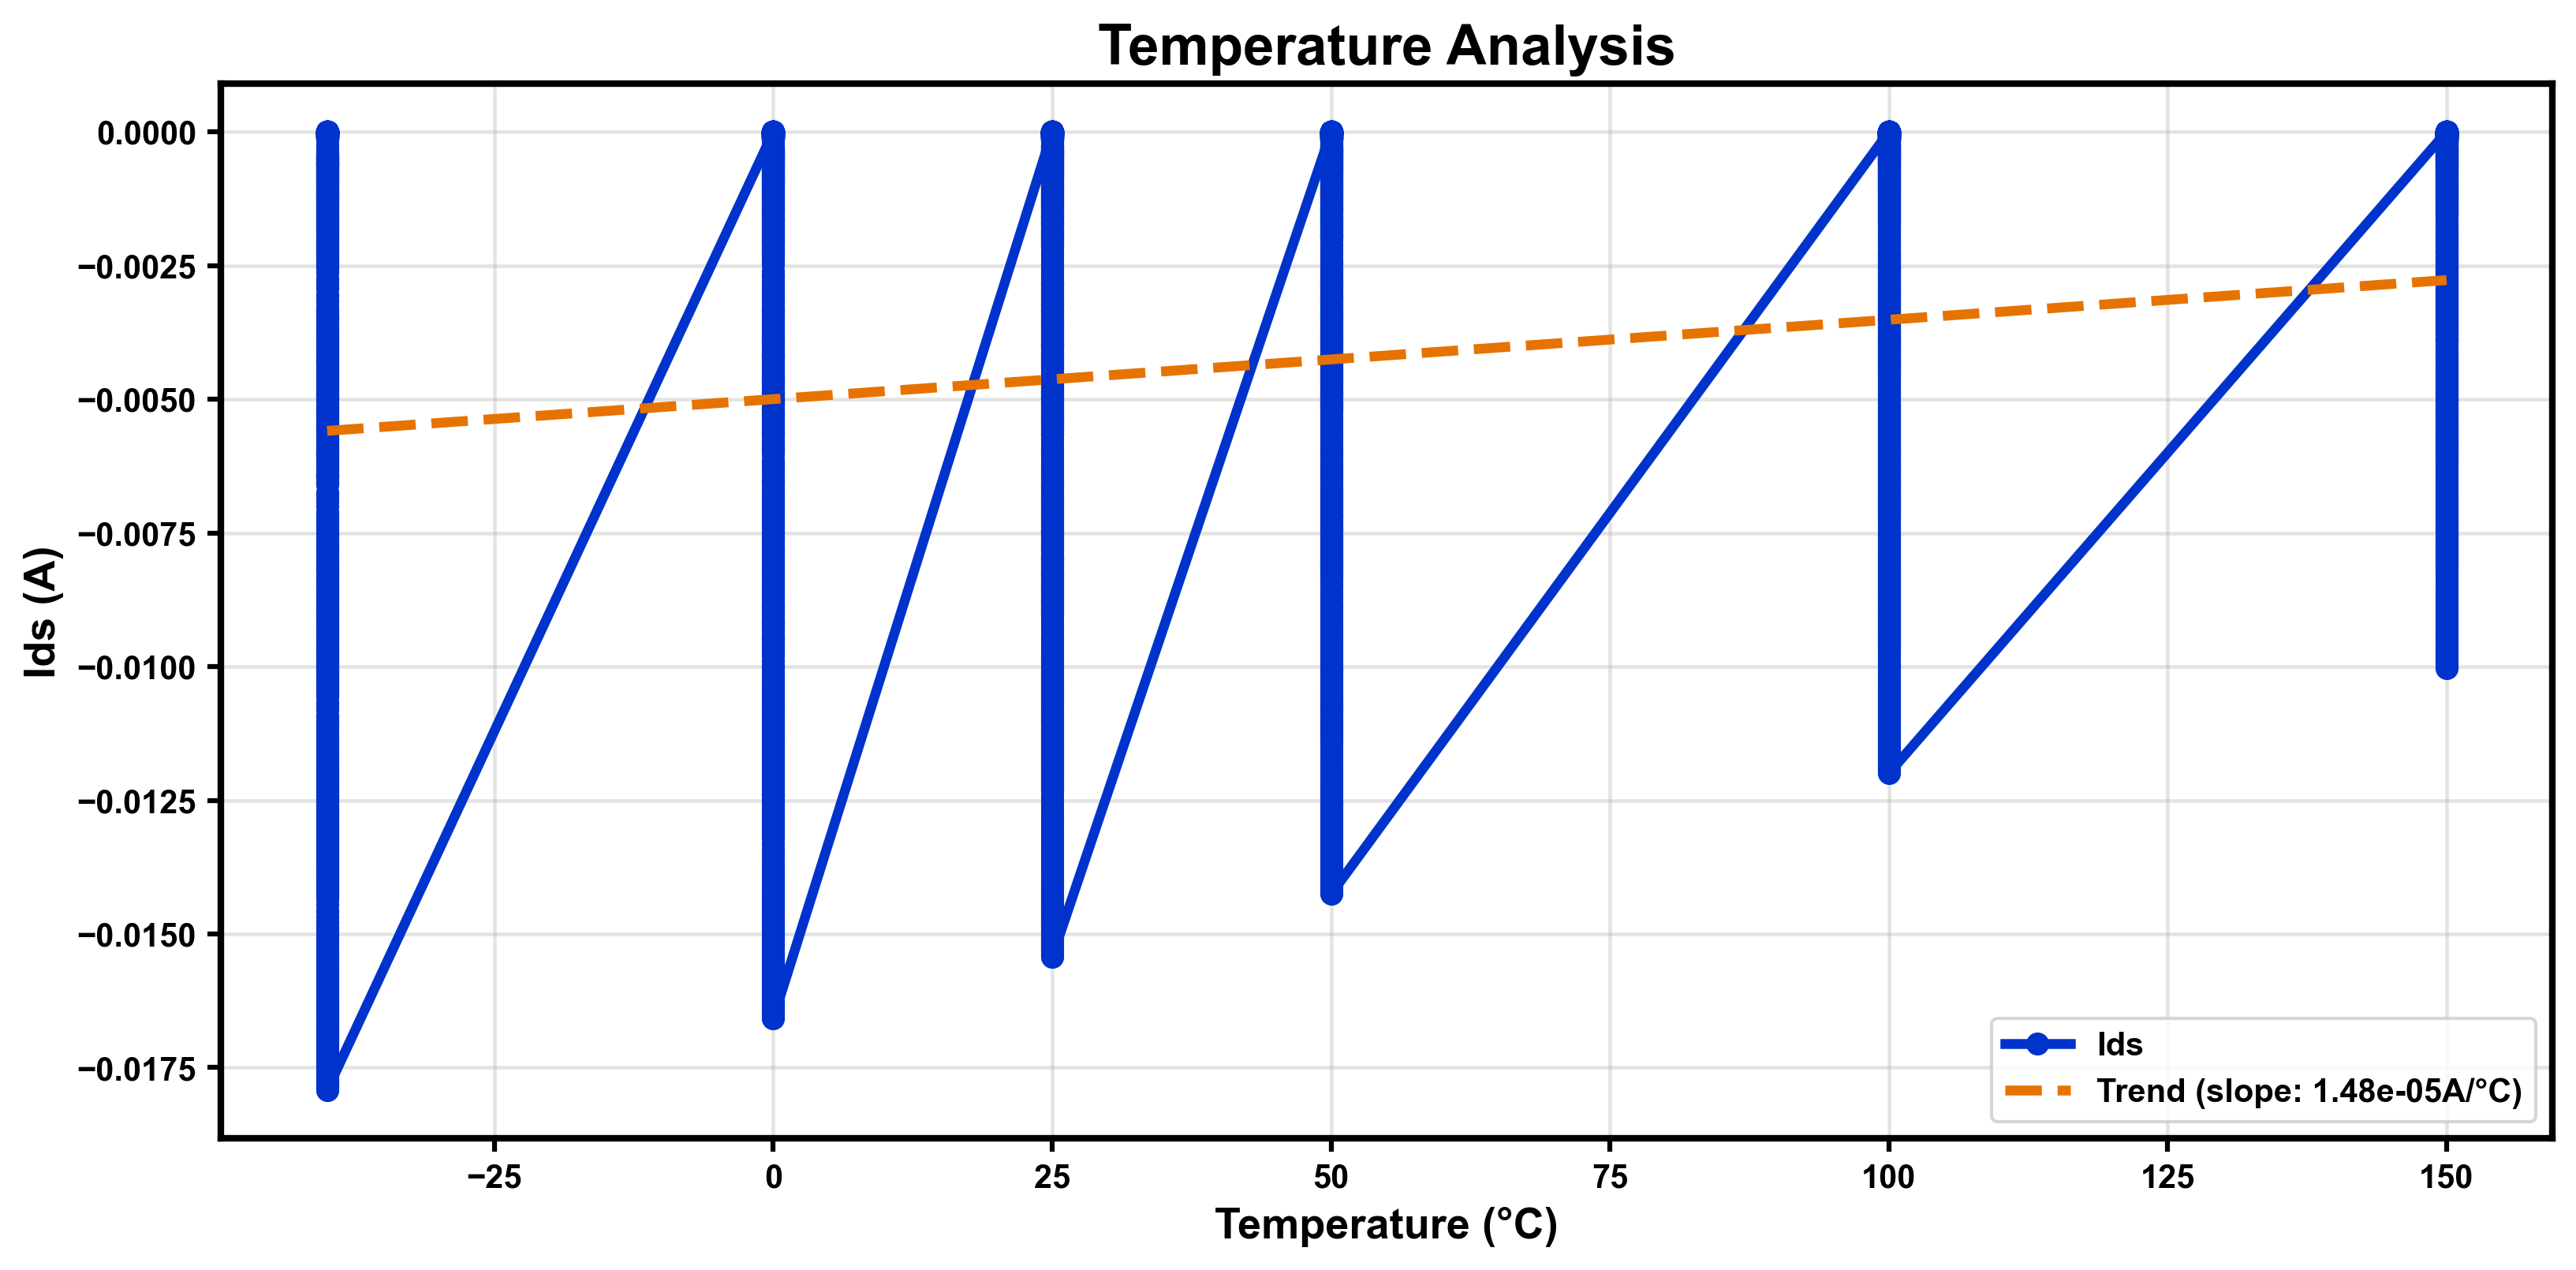 Temperature Analysis
0.0000
−0.0025
−0.0050
−0.0075
−0.0100
−0.0125
−0.0150
−0.0175
Ids (A)
Ids
Trend (slope: 1.48e-05A/°C)
−25 0 25 50 75 100 125 150
Temperature (°C)